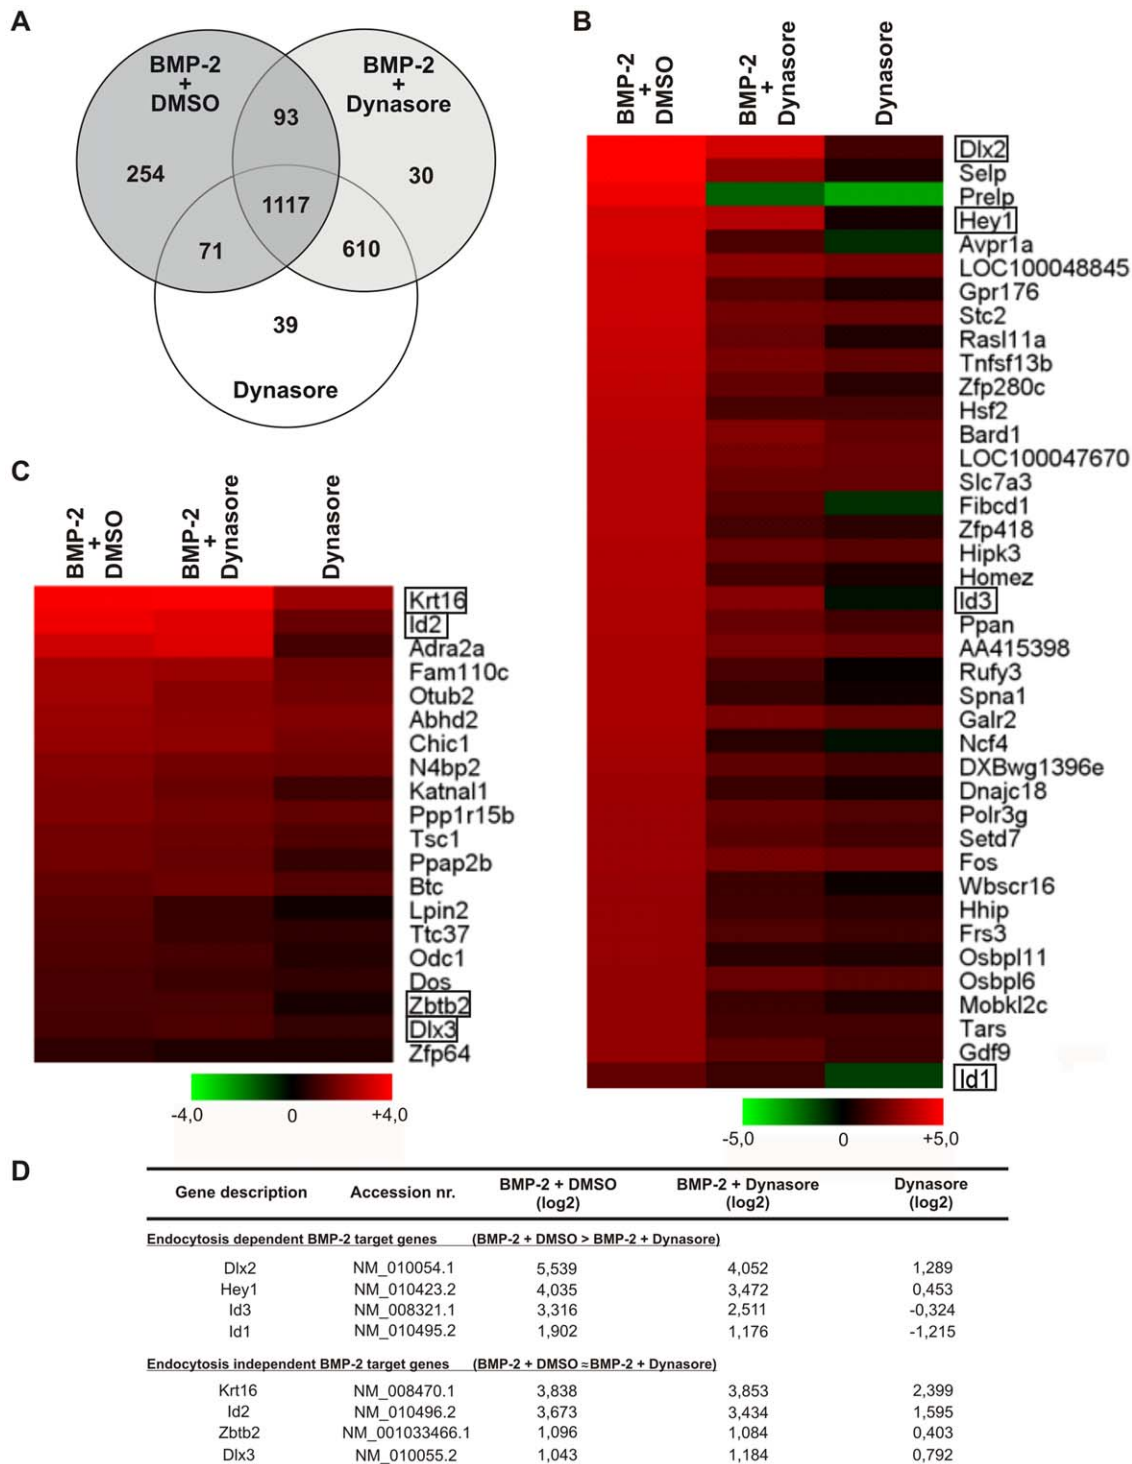 A
BMP-2
+
DMSO
BMP-2
+
Dynasore
93
254
30
1117
71
610
39
Dynasore
B
BMP-2
+
DMSO
BMP-2
+
Dynasore
Dynasore
Dlx2
Selp
Prelp
Hey1
Avpr1a
LOC100048845
Gpr176
Stc2
Rasl11a
Tnfsf13b
Zfp280c
Hsf2
Bard1
LOC100047670
Slc7a3
Fibcd1
Zfp418
Hipk3
Homez
Id3
Ppan
AA415398
Rufy3
Spna1
Galr2
Ncf4
DXBwg1396e
Dnajc18
Polr3g
Setd7
Fos
Wbscr16
Hhip
Frs3
Osbpl11
Osbpl6
Mobkl2c
Tars
Gdf9
Id1
-5,0 0 +5,0
C
BMP-2
+
DMSO
BMP-2
+
Dynasore
Dynasore
Krt16
Id2
Adra2a
Fam110c
Otub2
Abhd2
Chic1
N4bp2
Katnal1
Ppp1r15b
Tsc1
Ppap2b
Btc
Lpin2
Ttc37
Odc1
Dos
Zbtb2
Dlx3
Zfp64
-4,0 0 +4,0
D
Gene description Accession nr. BMP-2 + DMSO (log2) BMP-2 + Dynasore (log2) Dynasore (log2)
Endocytosis dependent BMP-2 target genes (BMP-2 + DMSO > BMP-2 + Dynasore)
Dlx2 NM_010054.1 5,539 4,052 1,289
Hey1 NM_010423.2 4,035 3,472 0,453
Id3 NM_008321.1 3,316 2,511 -0,324
Id1 NM_010495.2 1,902 1,176 -1,215
Endocytosis independent BMP-2 target genes (BMP-2 + DMSO ≈ BMP-2 + Dynasore)
Krt16 NM_008470.1 3,838 3,853 2,399
Id2 NM_010496.2 3,673 3,434 1,595
Zbtb2 NM_001033466.1 1,096 1,084 0,403
Dlx3 NM_010055.2 1,043 1,184 0,792